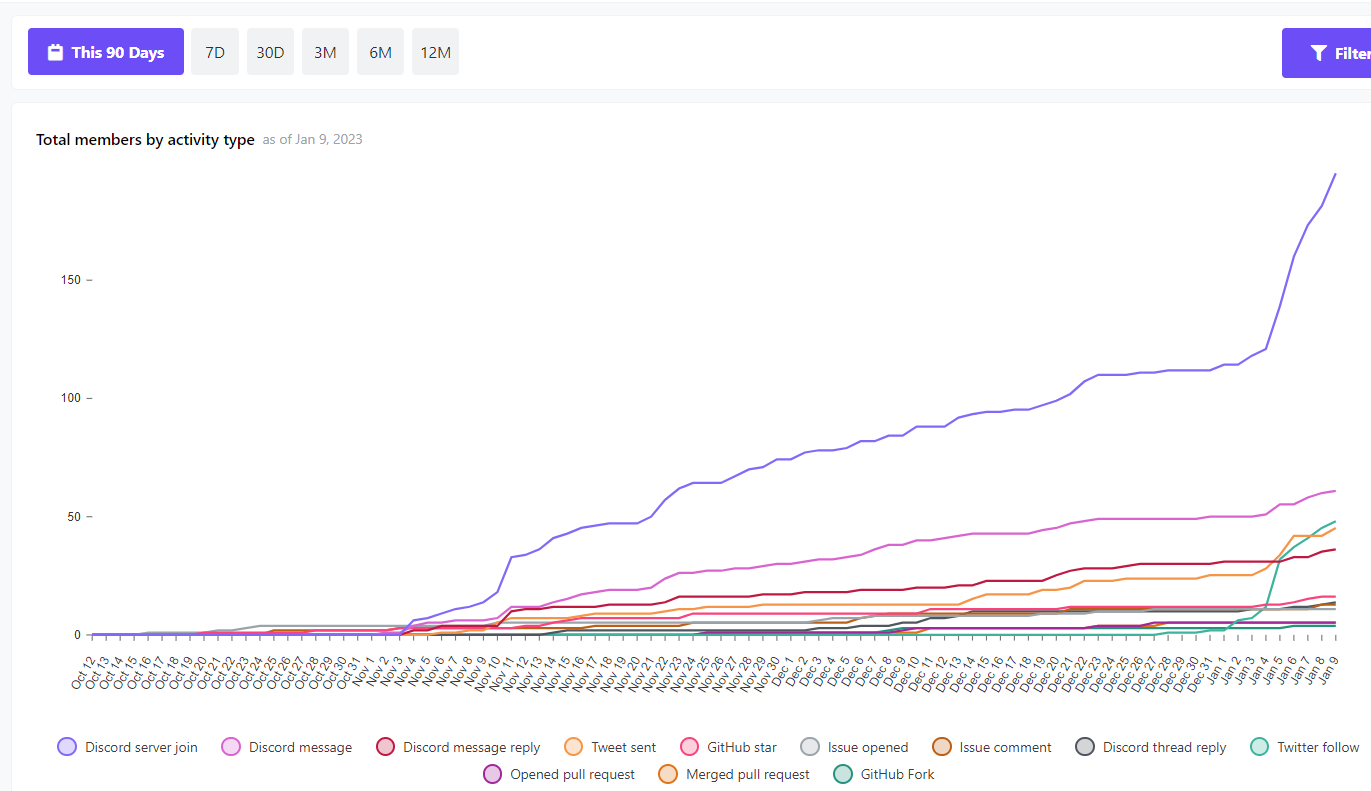 This 90 Days 7D 30D 3M 6M 12M Filter
Total members by activity type as of Jan 9, 2023
150
100
50
0
Oct 12 Oct 13 Oct 14 Oct 15 Oct 16 Oct 17 Oct 18 Oct 19 Oct 20 Oct 21 Oct 22 Oct 23 Oct 24 Oct 25 Oct 26 Oct 27 Oct 28 Oct 29 Oct 30 Oct 31 Nov 1 Nov 2 Nov 3 Nov 4 Nov 5 Nov 6 Nov 7 Nov 8 Nov 9 Nov 10 Nov 11 Nov 12 Nov 13 Nov 14 Nov 15 Nov 16 Nov 17 Nov 18 Nov 19 Nov 20 Nov 21 Nov 22 Nov 23 Nov 24 Nov 25 Nov 26 Nov 27 Nov 28 Nov 29 Nov 30 Dec 1 Dec 2 Dec 3 Dec 4 Dec 5 Dec 6 Dec 7 Dec 8 Dec 9 Dec 10 Dec 11 Dec 12 Dec 13 Dec 14 Dec 15 Dec 16 Dec 17 Dec 18 Dec 19 Dec 20 Dec 21 Dec 22 Dec 23 Dec 24 Dec 25 Dec 26 Dec 27 Dec 28 Dec 29 Dec 30 Dec 31 Jan 1 Jan 2 Jan 3 Jan 4 Jan 5 Jan 6 Jan 7 Jan 8 Jan 9
Discord server join Discord message Discord message reply Tweet sent GitHub star Issue opened Issue comment Discord thread reply Twitter follow
Opened pull request Merged pull request GitHub Fork